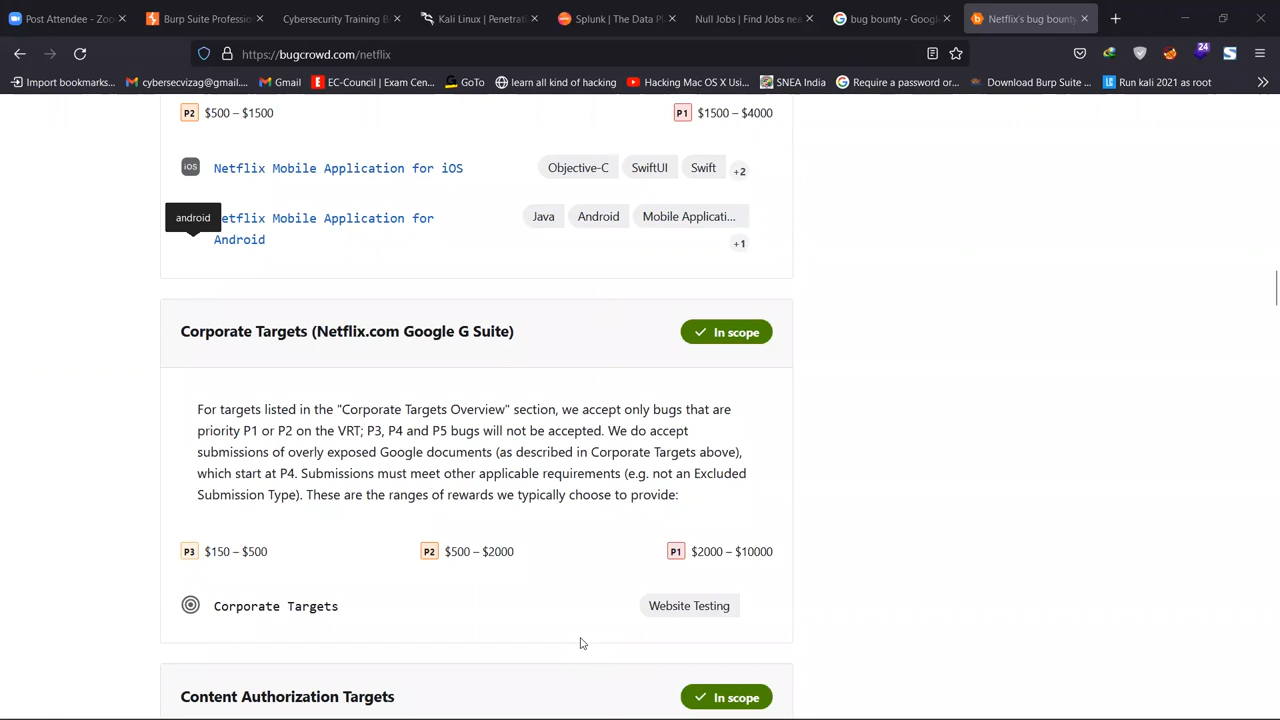 Post Attendee - Zoo
Burp Suite Professio
Cybersecurity Training B
Kali Linux | Penetrati
Splunk | The Data Pl
Null Jobs | Find Jobs nea
bug bounty - Google
Netflix's bug bounty
https://bugcrowd.com/netflix
24
Import bookmarks...
cybersecvizag@gmail....
Gmail
EC-Council | Exam Cen...
GoTo
learn all kind of hacking
Hacking Mac OS X Usi...
SNEA India
Require a password or...
Download Burp Suite...
Run kali 2021 as root
P2 $500 – $1500
P1 $1500 – $4000
iOS Netflix Mobile Application for iOS
Objective-C SwiftUI Swift +2
android
etflix Mobile Application for
Android
Java Android Mobile Applicati...
+1
Corporate Targets (Netflix.com Google G Suite)
In scope
For targets listed in the "Corporate Targets Overview" section, we accept only bugs that are
priority P1 or P2 on the VRT; P3, P4 and P5 bugs will not be accepted. We do accept
submissions of overly exposed Google documents (as described in Corporate Targets above),
which start at P4. Submissions must meet other applicable requirements (e.g. not an Excluded
Submission Type). These are the ranges of rewards we typically choose to provide:
P3 $150 – $500
P2 $500 – $2000
P1 $2000 – $10000
Corporate Targets
Website Testing
Content Authorization Targets
In scope